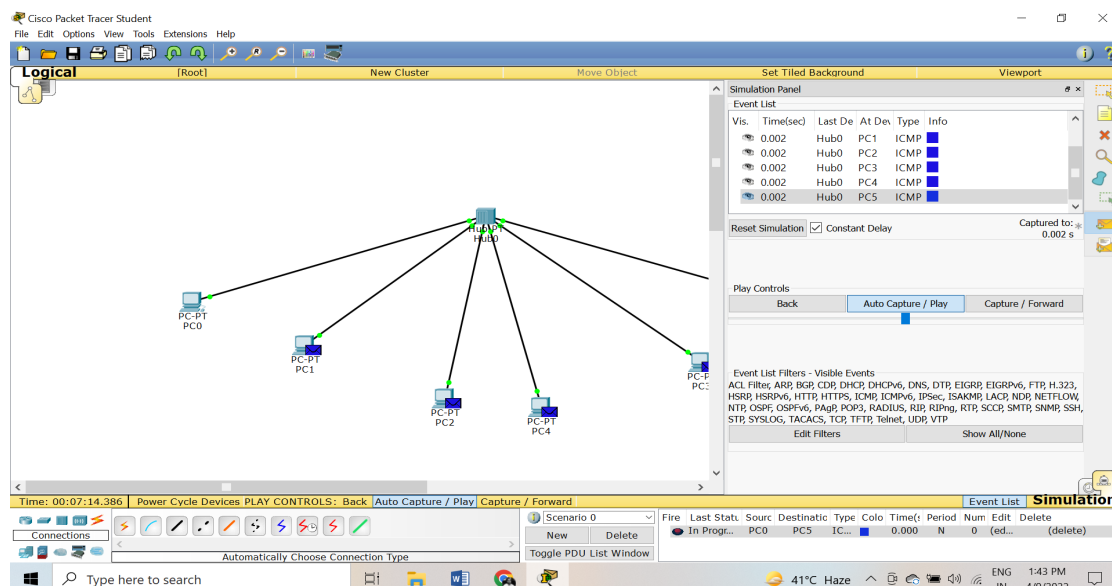 Cisco Packet Tracer Student
File Edit Options View Tools Extensions Help
Logical [Root] New Cluster Move Object Set Tiled Background Viewport
Simulation Panel
Event List
Vis. Time(sec) Last De At Dev Type Info
0.002 Hub0 PC1 ICMP
0.002 Hub0 PC2 ICMP
0.002 Hub0 PC3 ICMP
0.002 Hub0 PC4 ICMP
0.002 Hub0 PC5 ICMP
Reset Simulation Constant Delay Captured to: *
0.002 s
Play Controls
Back Auto Capture / Play Capture / Forward
Event List Filters - Visible Events
ACL Filter, ARP, BGP, CDP, DHCP, DHCPv6, DNS, DTP, EIGRP, EIGRPv6, FTP, H.323,
HSRP, HSRPv6, HTTP, HTTPS, ICMP, ICMPv6, IPSec, ISAKMP, LACP, NDP, NETFLOW,
NTP, OSPF, OSPFv6, PAgP, POP3, RADIUS, RIP, RIPng, RTP, SCCP, SMTP, SNMP, SSH,
STP, SYSLOG, TACACS, TCP, TFTP, Telnet, UDP, VTP
Edit Filters Show All/None
Hub-PT
Hub0
PC-PT
PC0
PC-PT
PC1
PC-PT
PC2
PC-PT
PC4
PC-P
Time: 00:07:14.386 Power Cycle Devices PLAY CONTROLS: Back Auto Capture / Play Capture / Forward Event List Simulation
Connections
Automatically Choose Connection Type
Scenario 0
New Delete
Toggle PDU List Window
Fire Last Statu Sourc Destinatic Type Colo Time(s Period Num Edit Delete
In Progr... PC0 PC5 IC... 0.000 N 0 (ed... (delete)
Type here to search
41°C Haze
ENG
IN
1:43 PM